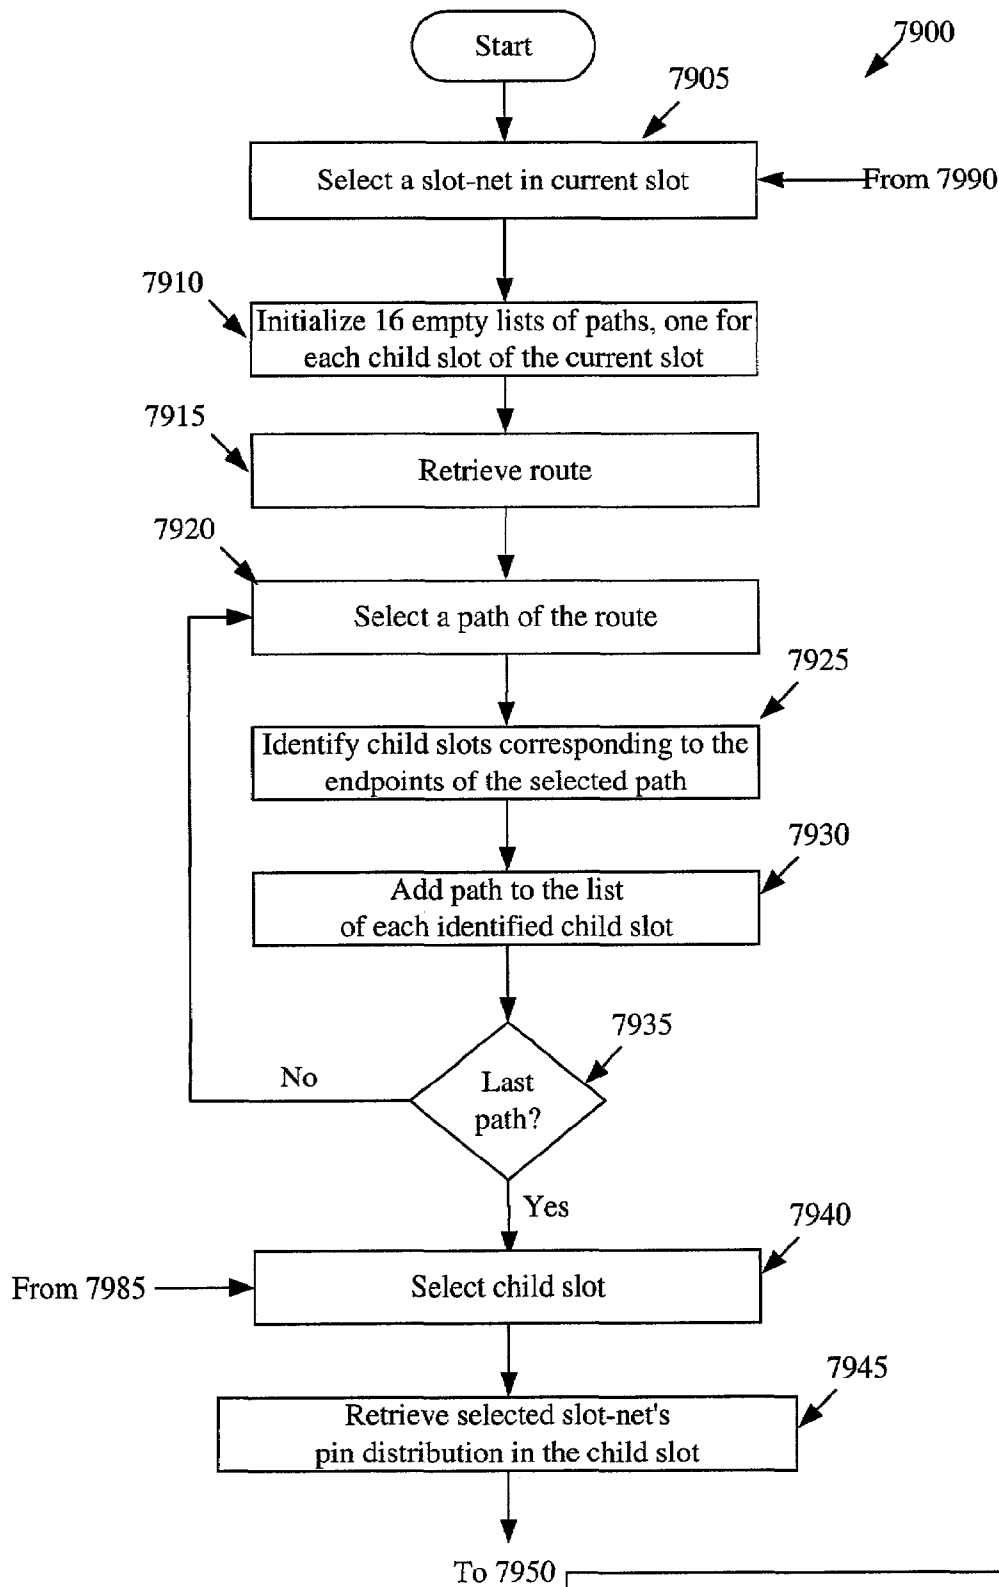 Start
7900
7905
Select a slot-net in current slot
From 7990
7910
Initialize 16 empty lists of paths, one for
each child slot of the current slot
7915
Retrieve route
7920
Select a path of the route
7925
Identify child slots corresponding to the
endpoints of the selected path
7930
Add path to the list
of each identified child slot
7935
Last
path?
No
Yes
7940
From 7985
Select child slot
7945
Retrieve selected slot-net's
pin distribution in the child slot
To 7950